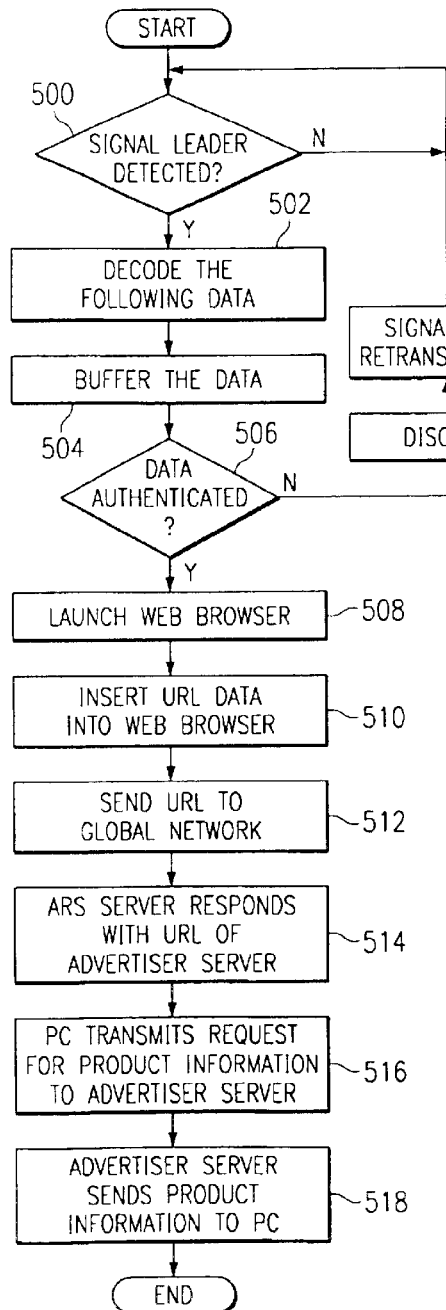 START
500
SIGNAL LEADER
DETECTED?
N
Y
502
DECODE THE
FOLLOWING DATA
BUFFER THE DATA
504
506
DATA
AUTHENTICATED
?
N
Y
LAUNCH WEB BROWSER
508
INSERT URL DATA
INTO WEB BROWSER
510
SEND URL TO
GLOBAL NETWORK
512
ARS SERVER RESPONDS
WITH URL OF
ADVERTISER SERVER
514
PC TRANSMITS REQUEST
FOR PRODUCT INFORMATION
TO ADVERTISER SERVER
516
ADVERTISER SERVER
SENDS PRODUCT
INFORMATION TO PC
518
END